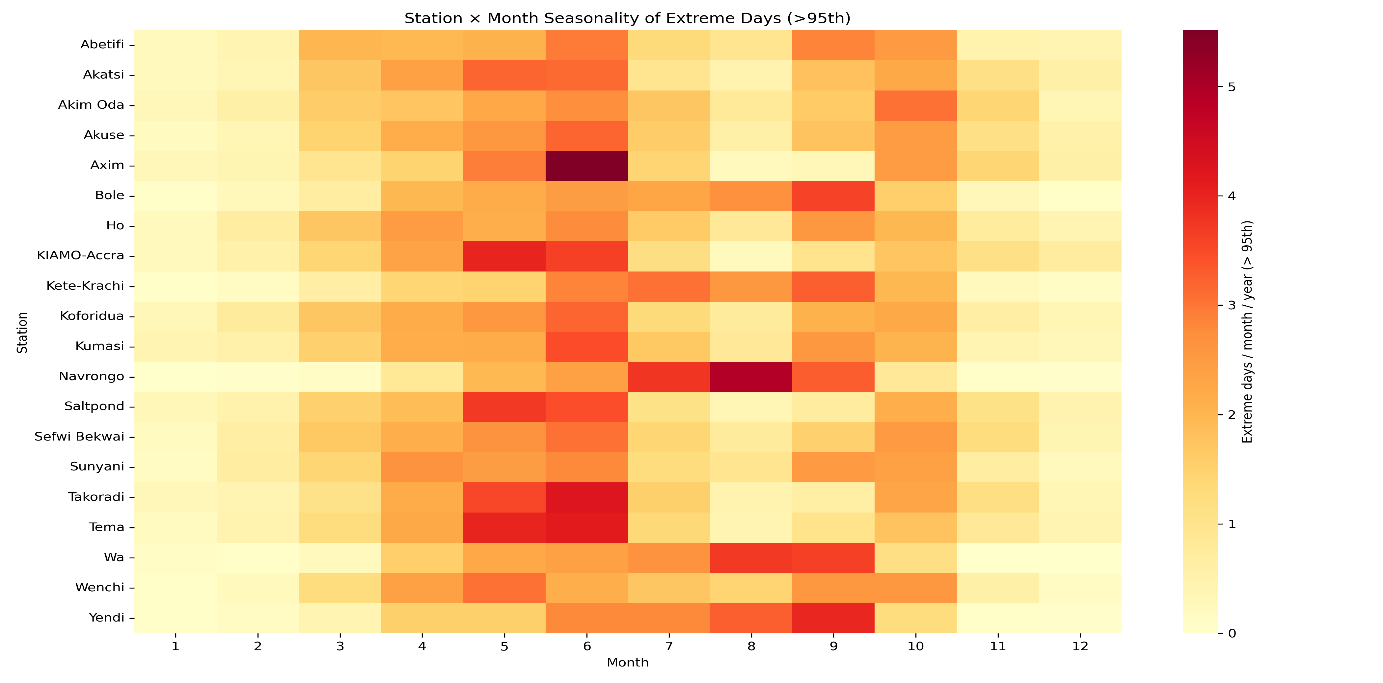 Station × Month Seasonality of Extreme Days (>95th)
Abetifi
Akatsi
Akim Oda
Akuse
Axim
Bole
Ho
KIAMO-Accra
Kete-Krachi
Koforidua
Kumasi
Navrongo
Saltpond
Sefwi Bekwai
Sunyani
Takoradi
Tema
Wa
Wenchi
Yendi
Station
1 2 3 4 5 6 7 8 9 10 11 12
Month
5
4
3
2
1
0
Extreme days / month / year (> 95th)